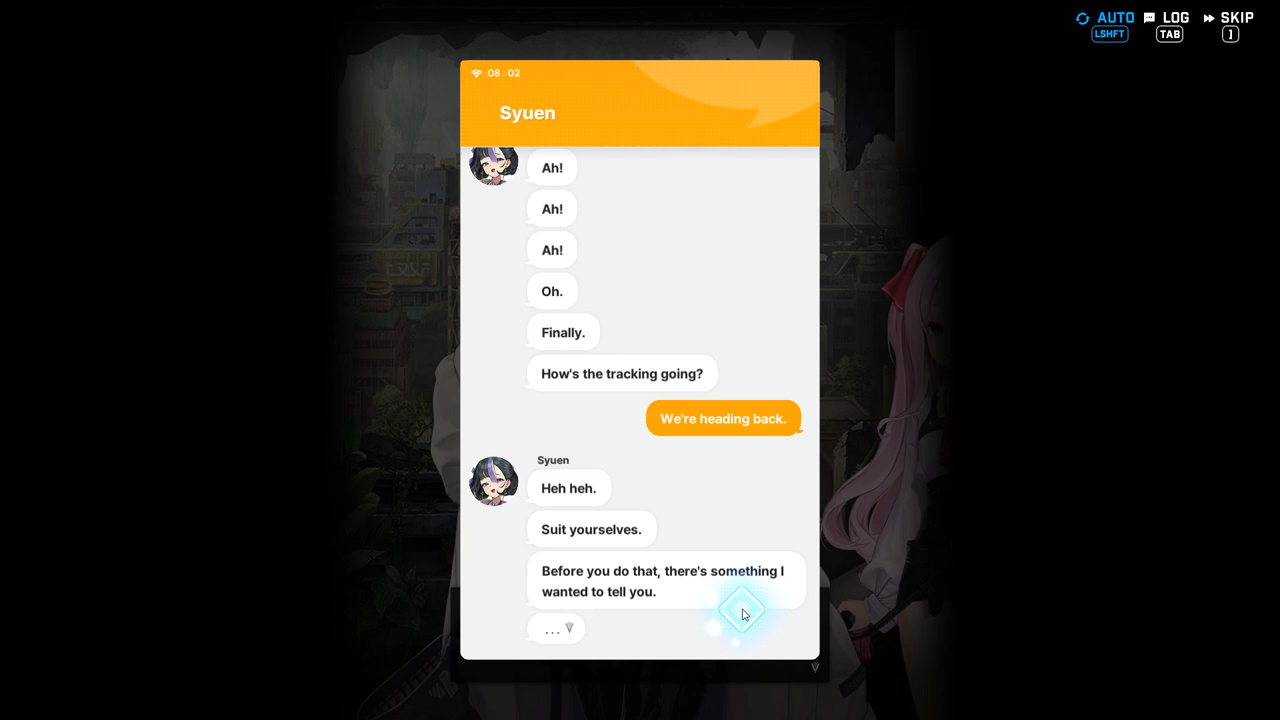 AUTO LOG SKIP
LSHFT TAB ]
08:02
Syuen
Ah!
Ah!
Ah!
Oh.
Finally.
How's the tracking going?
We're heading back.
Syuen
Heh heh.
Suit yourselves.
Before you do that, there's something I
wanted to tell you.
...